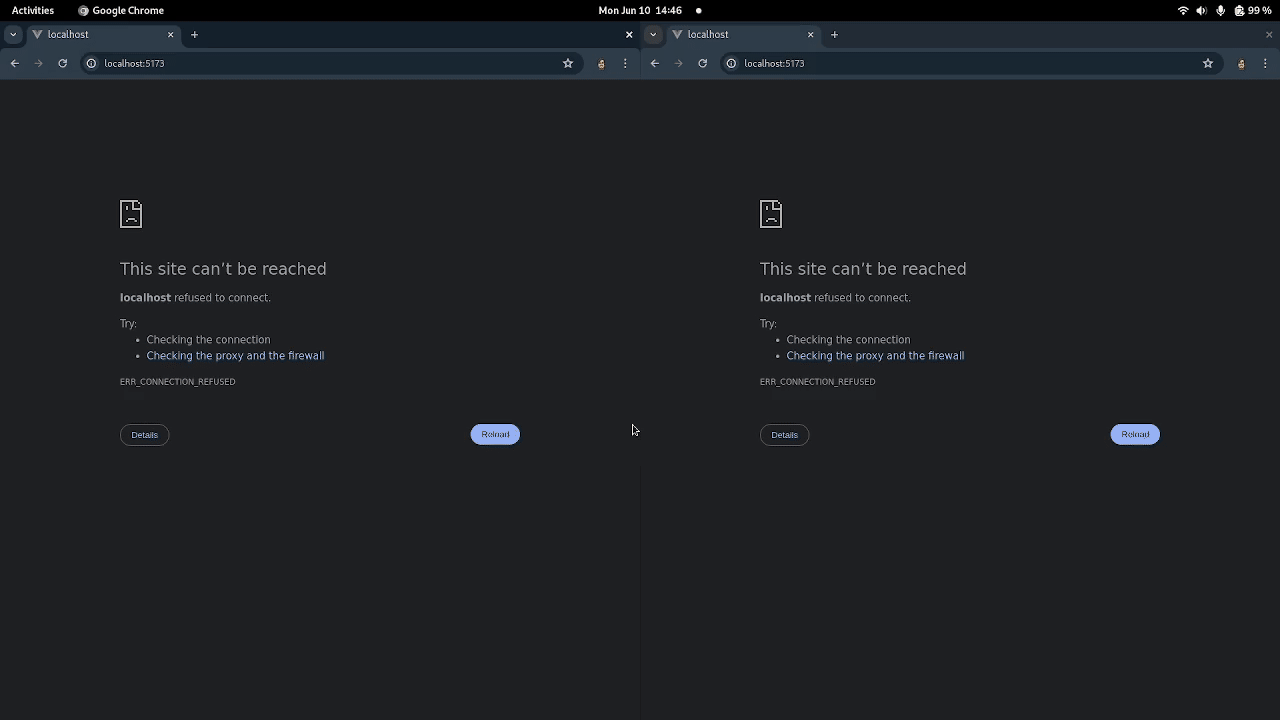 Activities Google Chrome Mon Jun 10 14:46 99 %
localhost
localhost:5173
This site can’t be reached
localhost refused to connect.
Try:
• Checking the connection
• Checking the proxy and the firewall
ERR_CONNECTION_REFUSED
Details Reload
localhost
localhost:5173
This site can’t be reached
localhost refused to connect.
Try:
• Checking the connection
• Checking the proxy and the firewall
ERR_CONNECTION_REFUSED
Details Reload